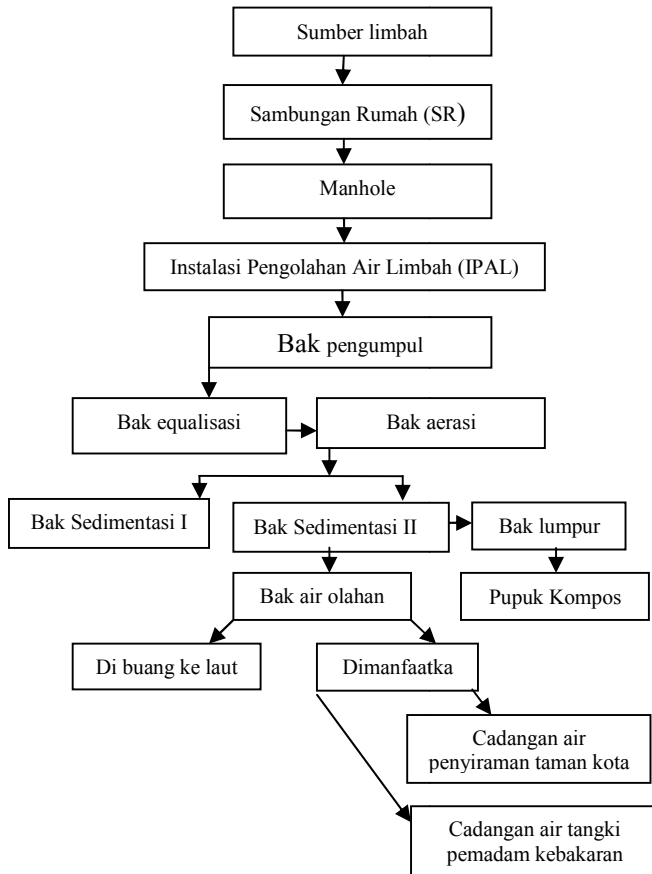 Sumber limbah
Sambungan Rumah (SR)
Manhole
Instalasi Pengolahan Air Limbah (IPAL)
Bak pengumpul
Bak equalisasi
Bak aerasi
Bak Sedimentasi I
Bak Sedimentasi II
Bak lumpur
Bak air olahan
Pupuk Kompos
Di buang ke laut
Dimanfaatka
Cadangan air
penyiraman taman kota
Cadangan air tangki
pemadam kebakaran